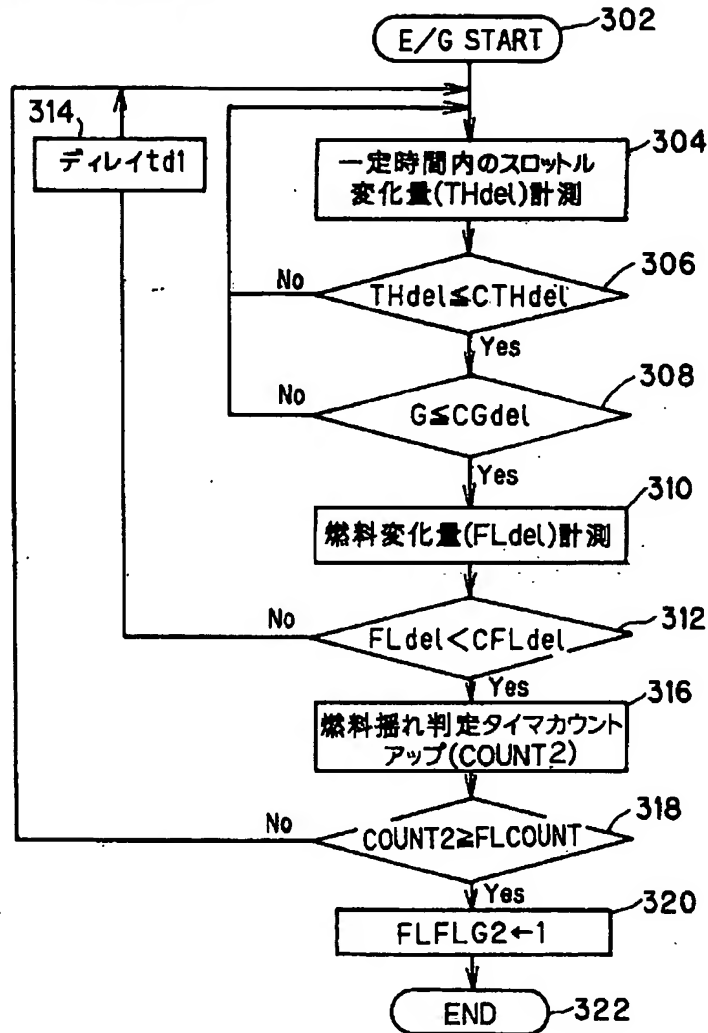 E/G START
302
314
ディレイtd1
一定時間内のスロットル
変化量(THdel)計測
304
THdel≦CTHdel
306
No
Yes
G≦CGdel
308
No
Yes
燃料変化量(FLdel)計測
310
FLdel<CFLdel
312
No
Yes
燃料揺れ判定タイマカウント
アップ(COUNT2)
316
COUNT2≧FLCOUNT
318
No
Yes
FLFLG2←1
320
END
322